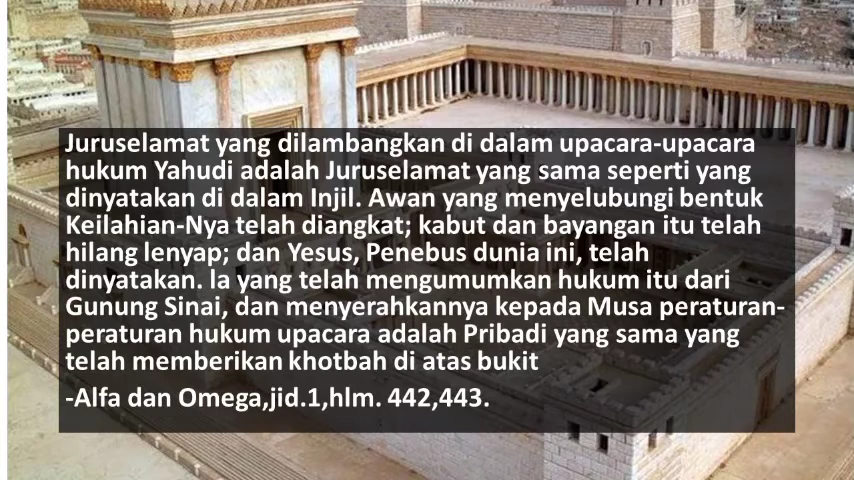 Juruselamat yang dilambangkan di dalam upacara-upacara
hukum Yahudi adalah Juruselamat yang sama seperti yang
dinyatakan di dalam Injil. Awan yang menyelubungi bentuk
Keilahian-Nya telah diangkat; kabut dan bayangan itu telah
hilang lenyap; dan Yesus, Penebus dunia ini, telah
dinyatakan. Ia yang telah mengumumkan hukum itu dari
Gunung Sinai, dan menyerahkannya kepada Musa peraturan-
peraturan hukum upacara adalah Pribadi yang sama yang
telah memberikan khotbah di atas bukit
-Alfa dan Omega,jid.1,hlm. 442,443.